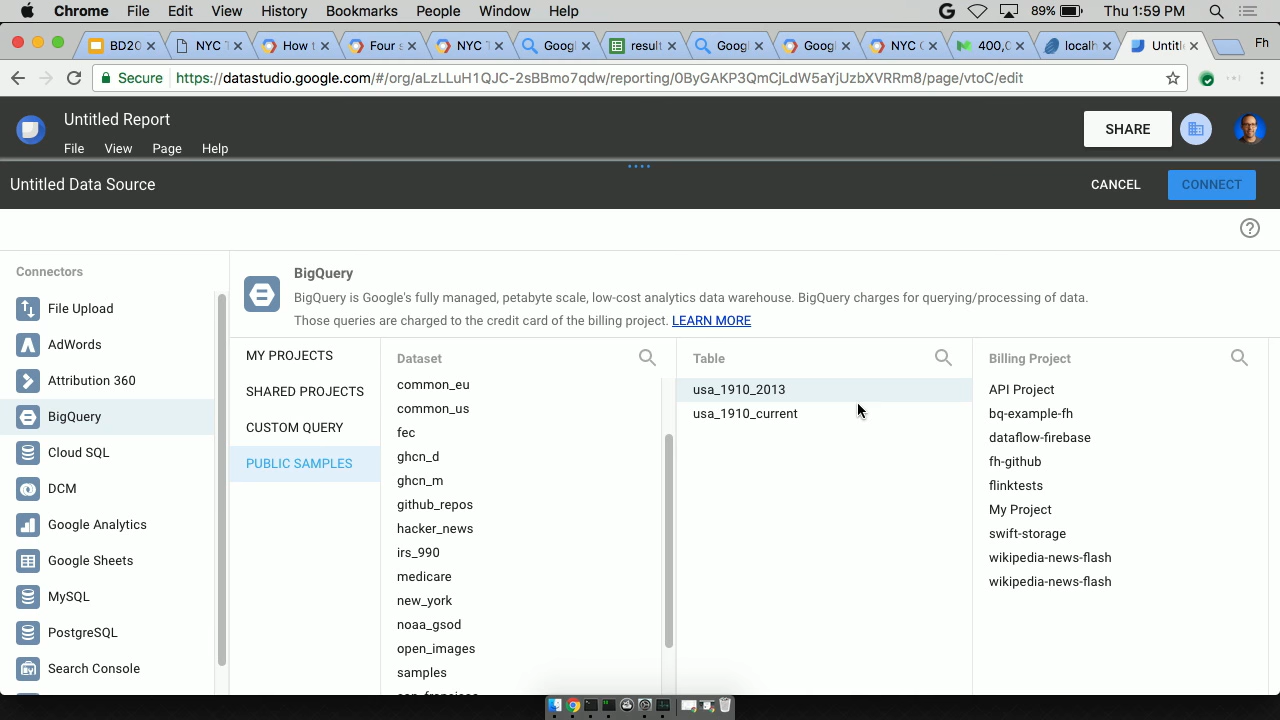 Chrome File Edit View History Bookmarks People Window Help 89% Thu 1:59 PM
BD20 NYC T How t Four s NYC T Googl result Googl Googl NYC C 400,0 localh Untitl Fh
Secure https://datastudio.google.com/#/org/aLzLLuH1QJC-2sBBmo7qdw/reporting/0ByGAKP3QmCjLdW5aYjUzbXVRRm8/page/vtoC/edit
Untitled Report
File View Page Help
SHARE
Untitled Data Source
CANCEL CONNECT
Connectors
File Upload
AdWords
Attribution 360
BigQuery
Cloud SQL
DCM
Google Analytics
Google Sheets
MySQL
PostgreSQL
Search Console
BigQuery
BigQuery is Google's fully managed, petabyte scale, low-cost analytics data warehouse. BigQuery charges for querying/processing of data.
Those queries are charged to the credit card of the billing project. LEARN MORE
MY PROJECTS
SHARED PROJECTS
CUSTOM QUERY
PUBLIC SAMPLES
Dataset
common_eu
common_us
fec
ghcn_d
ghcn_m
github_repos
hacker_news
irs_990
medicare
new_york
noaa_gsod
open_images
samples
Table
usa_1910_2013
usa_1910_current
Billing Project
API Project
bq-example-fh
dataflow-firebase
fh-github
flinktests
My Project
swift-storage
wikipedia-news-flash
wikipedia-news-flash